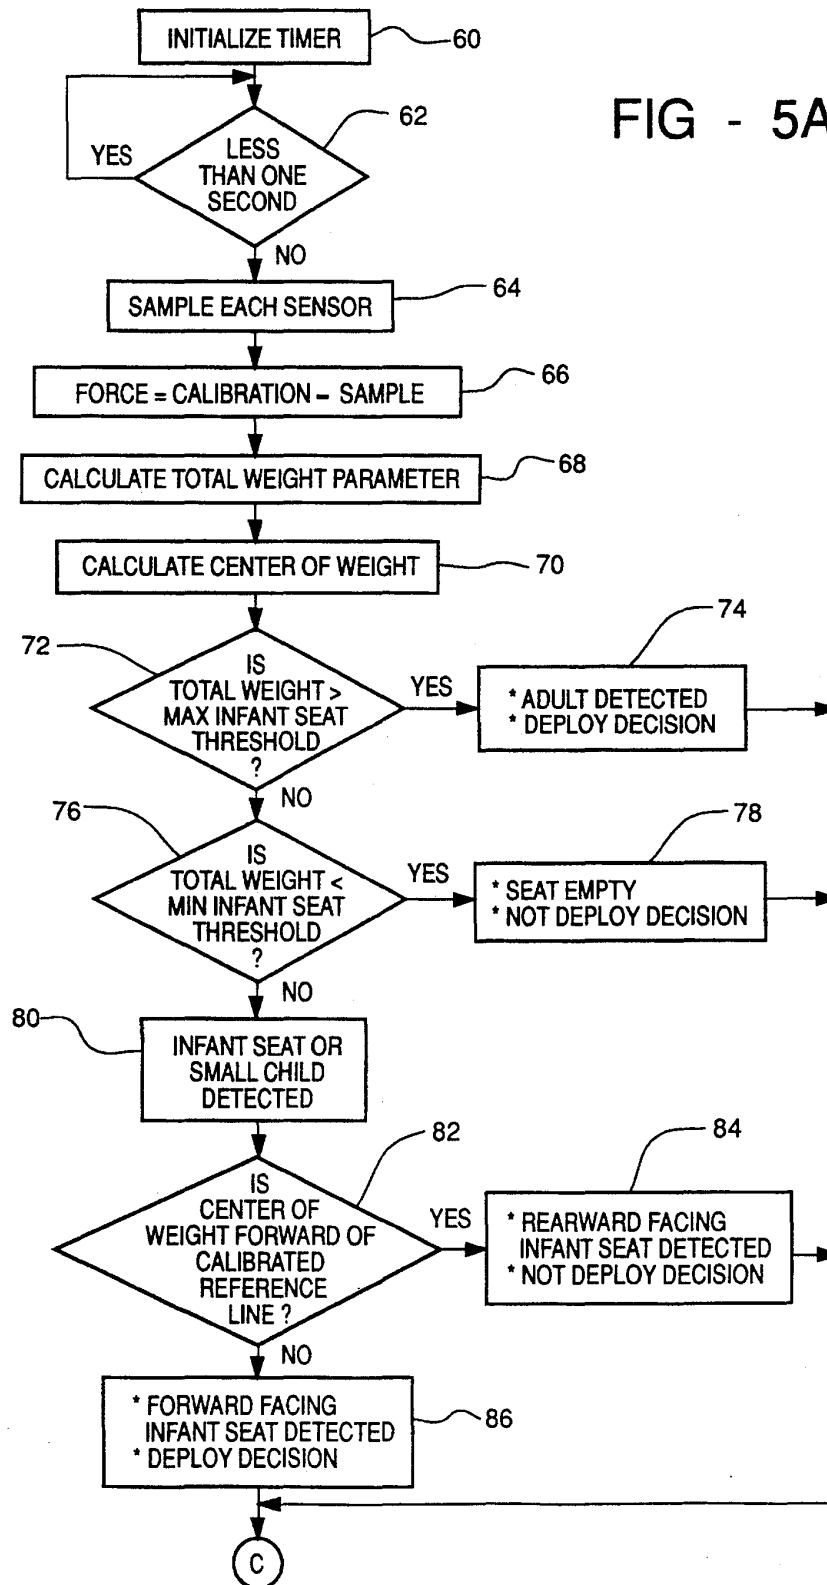 INITIALIZE TIMER
60
FIG - 5A
62
YES
LESS
THAN ONE
SECOND
NO
SAMPLE EACH SENSOR
64
FORCE = CALIBRATION - SAMPLE
66
CALCULATE TOTAL WEIGHT PARAMETER
68
CALCULATE CENTER OF WEIGHT
70
72
IS
TOTAL WEIGHT >
MAX INFANT SEAT
THRESHOLD
?
YES
74
* ADULT DETECTED
* DEPLOY DECISION
NO
76
IS
TOTAL WEIGHT <
MIN INFANT SEAT
THRESHOLD
?
YES
78
* SEAT EMPTY
* NOT DEPLOY DECISION
NO
80
INFANT SEAT OR
SMALL CHILD
DETECTED
82
IS
CENTER OF
WEIGHT FORWARD OF
CALIBRATED
REFERENCE
LINE ?
YES
84
* REARWARD FACING
INFANT SEAT DETECTED
* NOT DEPLOY DECISION
NO
* FORWARD FACING
INFANT SEAT DETECTED
* DEPLOY DECISION
86
C